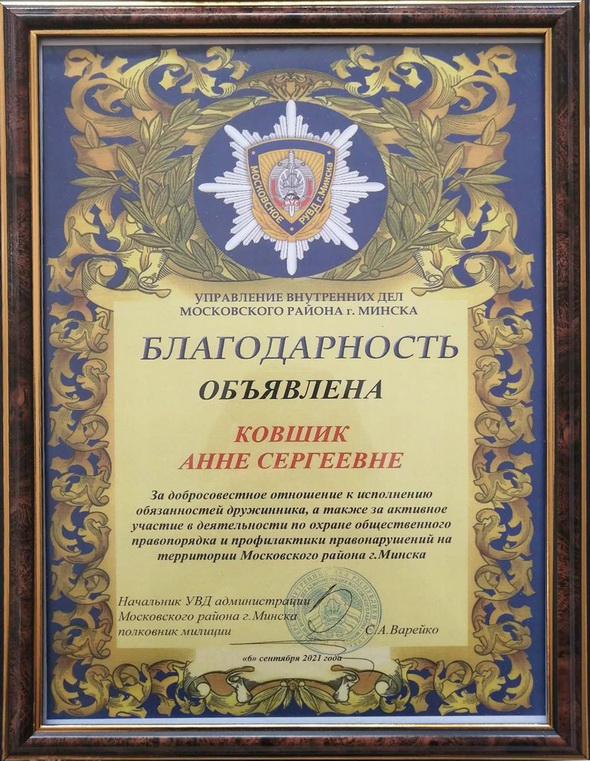 МОСКОВСКОЕ РУВД г. Минска
УПРАВЛЕНИЕ ВНУТРЕННИХ ДЕЛ
МОСКОВСКОГО РАЙОНА г. МИНСКА
БЛАГОДАРНОСТЬ
ОБЪЯВЛЕНА
КОВШИК
АННЕ СЕРГЕЕВНЕ
За добросовестное отношение к исполнению
обязанностей дружинника, а также за активное
участие в деятельности по охране общественного
правопорядка и профилактики правонарушений на
территории Московского района г.Минска
Начальник УВД администрации
Московского района г.Минска
полковник милиции С.А.Варейко
«6» сентября 2021 года